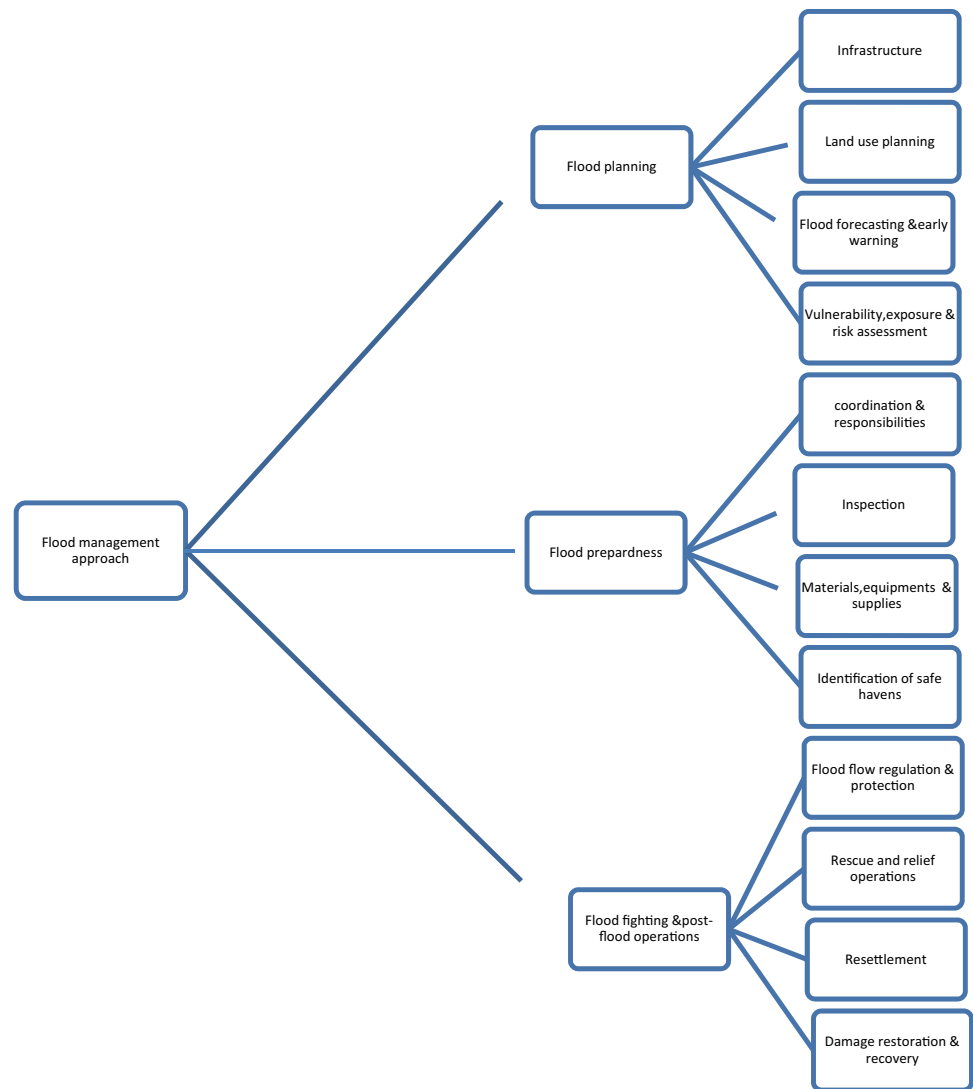 Infrastructure
Land use planning
Flood planning
Flood forecasting &early
warning
Vulnerability,exposure &
risk assessment
coordination &
responsibilities
Inspection
Flood management
approach
Flood prepardness
Materials,equipments & 
supplies
Identification of safe
havens
Flood flow regulation &
protection
Rescue and relief
operations
Flood fighting &post-
flood operations
Resettlement
Damage restoration &
recovery